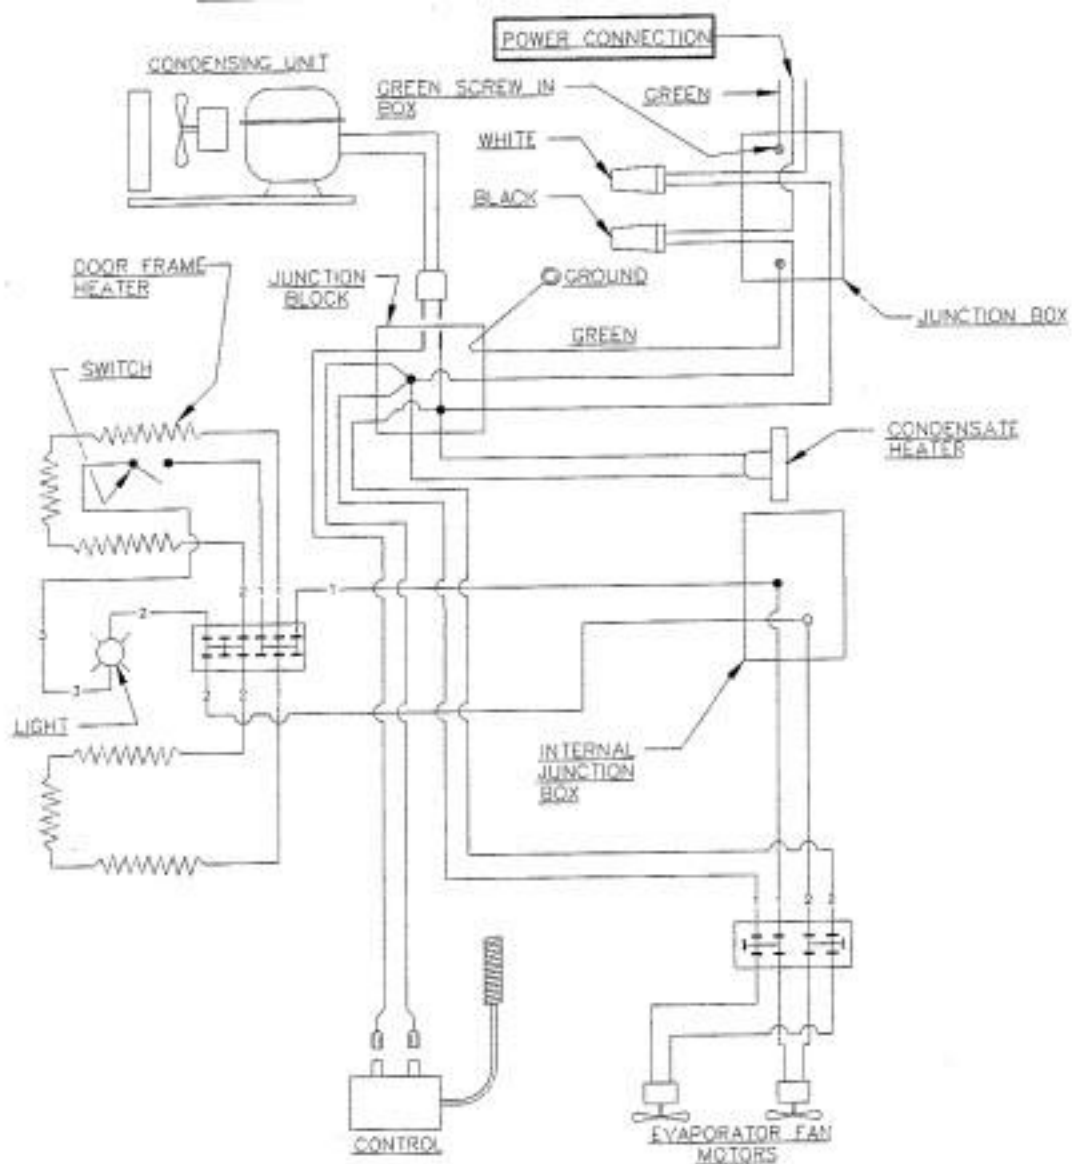 POWER CONNECTION
CONDENSING UNIT
GREEN SCREW IN
BOX
GREEN
WHITE
BLACK
DOOR FRAME
HEATER
JUNCTION
BLOCK
GROUND
JUNCTION BOX
GREEN
SWITCH
CONDENSATE
HEATER
2
1
1
1
2
3
3
LIGHT
2
2
INTERNAL
JUNCTION
BOX
1
1
2
2
CONTROL
EVAPORATOR FAN
MOTORS